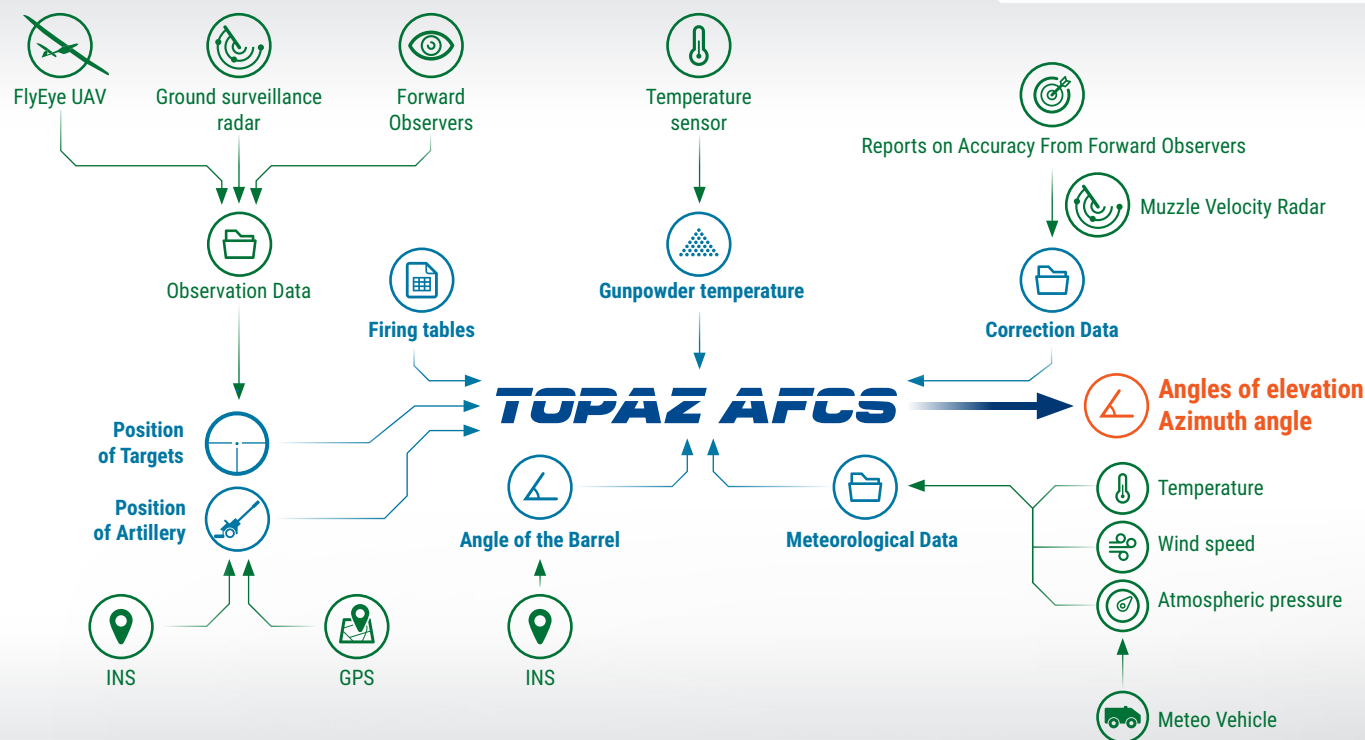 FlyEye UAV
Ground surveillance
radar
Forward
Observers
Temperature
sensor
Reports on Accuracy From Forward Observers
Muzzle Velocity Radar
Observation Data
Firing tables
Gunpowder temperature
Correction Data
TOPAZ AFCS
Angles of elevation
Azimuth angle
Position
of Targets
Position
of Artillery
Angle of the Barrel
Meteorological Data
Temperature
Wind speed
Atmospheric pressure
INS
GPS
INS
Meteo Vehicle